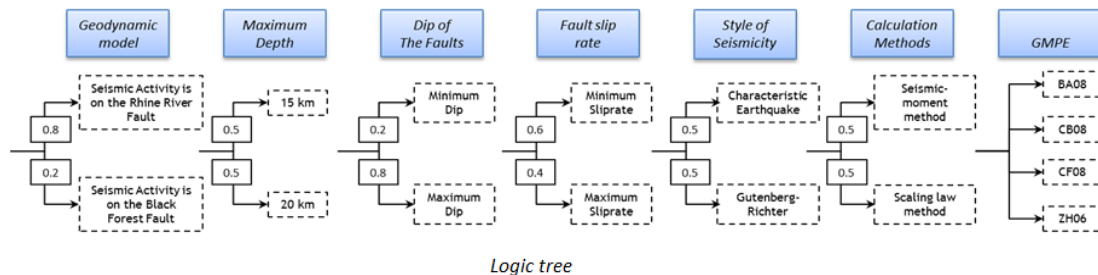 Geodynamic
model
Maximum
Depth
Dip of
The Faults
Fault slip
rate
Style of
Seismicity
Calculation
Methods
GMPE
Seismic Activity is
on the Rhine River
Fault
0.8
0.2
Seismic Activity is
on the Black
Forest Fault
15 km
0.5
0.5
20 km
Minimum
Dip
0.2
0.8
Maximum
Dip
Minimum
Sliprate
0.6
0.4
Maximum
Sliprate
Characteristic
Earthquake
0.5
0.5
Gutenberg-
Richter
Seismic-
moment
method
0.5
0.5
Scaling law
method
BA08
CB08
CF08
ZH06
Logic tree